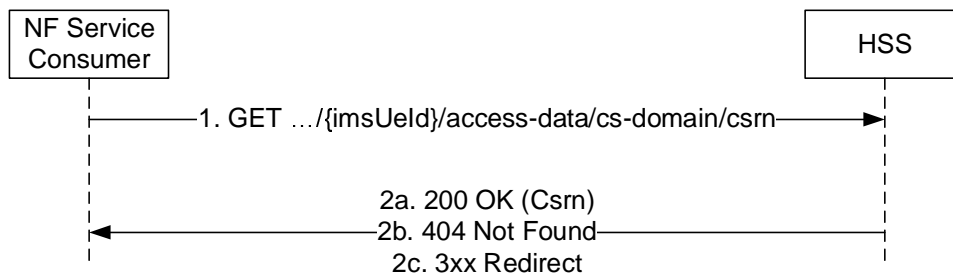 NF Service
Consumer
HSS
1. GET …/{imsUeId}/access-data/cs-domain/csrn
2a. 200 OK (Csrn)
2b. 404 Not Found
2c. 3xx Redirect